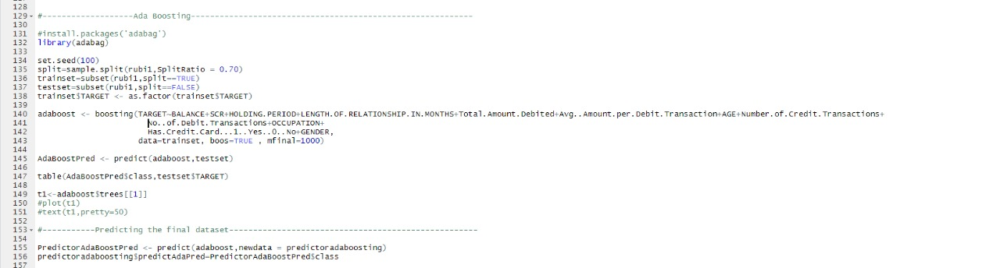 128
129 #------------------Ada Boosting--------------------------------------------------------
130
131 #install.packages('adabag')
132 library(adabag)
133
134 set.seed(100)
135 split=sample.split(rubi1,SplitRatio = 0.70)
136 trainset=subset(rubi1,split==TRUE)
137 testset=subset(rubi1,split==FALSE)
138 trainset$TARGET <- as.factor(trainset$TARGET)
139
140 adaboost <- boosting(TARGET~BALANCE+SCR+HOLDING.PERIOD+LENGTH.OF.RELATIONSHIP.IN.MONTHS+Total.Amount.Debited+Avg..Amount.per.Debit.Transaction+AGE+Number.of.Credit.Transactions+
141 No..of.Debit.Transactions+OCCUPATION+
142 Has.Credit.Card...1..Yes..0..No+GENDER,
143 data=trainset, boos=TRUE , mfinal=1000)
144
145 AdaBoostPred <- predict(adaboost,testset)
146
147 table(AdaBoostPred$class,testset$TARGET)
148
149 t1<-adaboost$trees[[1]]
150 #plot(t1)
151 #text(t1,pretty=50)
152
153 #-----------Predicting the final dataset----------------------------------------------------
154
155 PredictorAdaBoostPred <- predict(adaboost,newdata = predictoradaboosting)
156 predictoradaboosting$predictAdaPred=PredictorAdaBoostPred$class
157